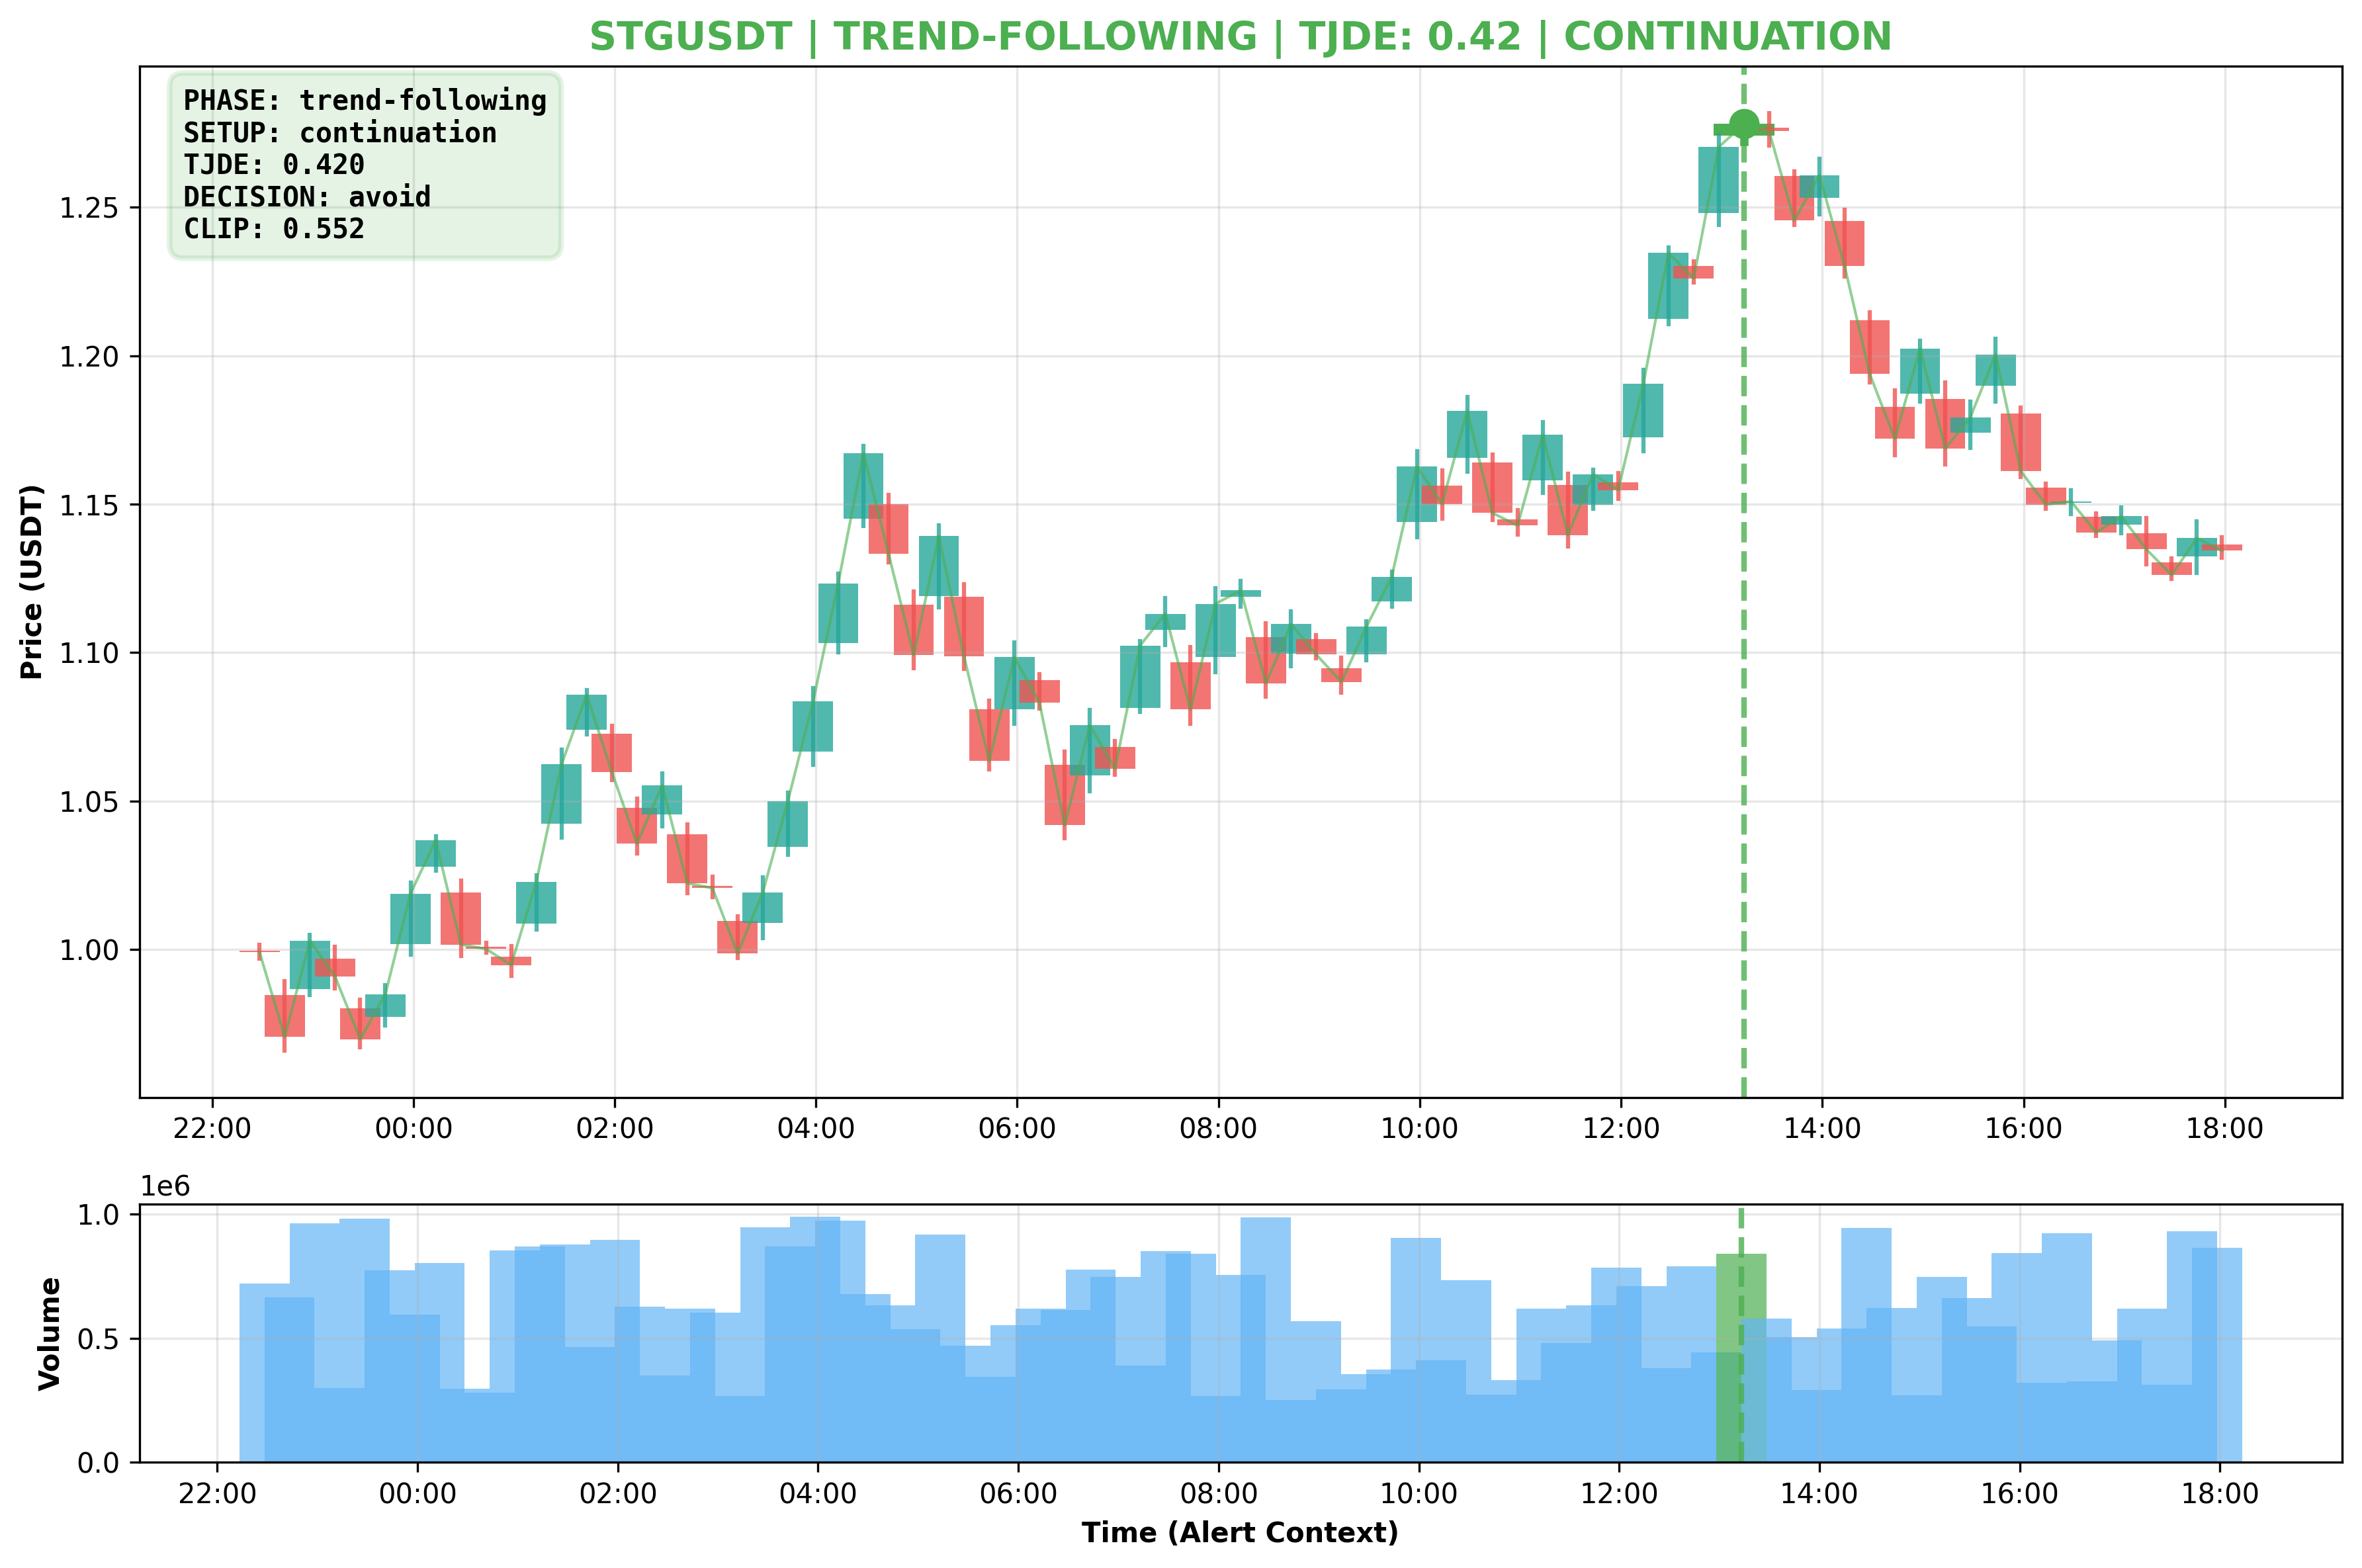 STGUSDT | TREND-FOLLOWING | TJDE: 0.42 | CONTINUATION
PHASE: trend-following
SETUP: continuation
TJDE: 0.420
DECISION: avoid
CLIP: 0.552
Price (USDT)
1.25
1.20
1.15
1.10
1.05
1.00
22:00 00:00 02:00 04:00 06:00 08:00 10:00 12:00 14:00 16:00 18:00
1e6
Volume
1.0
0.5
0.0
22:00 00:00 02:00 04:00 06:00 08:00 10:00 12:00 14:00 16:00 18:00
Time (Alert Context)